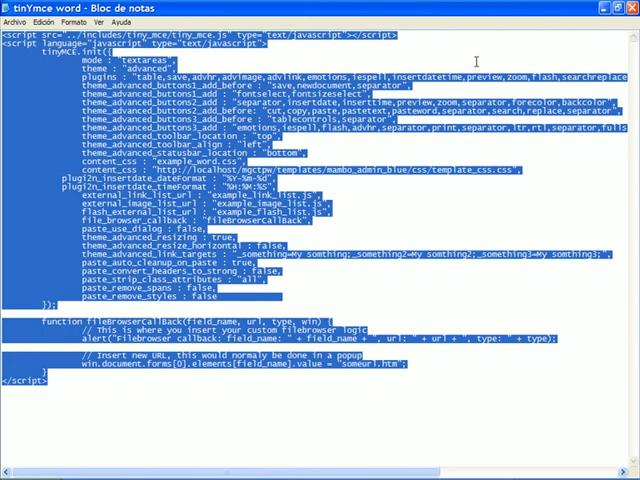 tinYmce word - Bloc de notas
Archivo Edición Formato Ver Ayuda
<script src="../includes/tiny_mce/tiny_mce.js" type="text/javascript"></script>
<script language="javascript" type="text/javascript">
tinyMCE.init({
mode : "textareas",
theme : "advanced",
plugins : "table,save,advhr,advimage,advlink,emotions,iespell,insertdatetime,preview,zoom,flash,searchreplace
theme_advanced_buttons1_add_before : "save,newdocument,separator",
theme_advanced_buttons1_add : "fontselect,fontsizeselect",
theme_advanced_buttons2_add : "separator,insertdate,inserttime,preview,zoom,separator,forecolor,backcolor",
theme_advanced_buttons2_add_before: "cut,copy,paste,pastetext,pasteword,separator,search,replace,separator",
theme_advanced_buttons3_add_before : "tablecontrols,separator",
theme_advanced_buttons3_add : "emotions,iespell,flash,advhr,separator,print,separator,ltr,rtl,separator,fulls
theme_advanced_toolbar_location : "top",
theme_advanced_toolbar_align : "left",
theme_advanced_statusbar_location : "bottom",
content_css : "example_word.css",
content_css : "http://localhost/mgctpw/templates/mambo_admin_blue/css/template_css.css",
plugi2n_insertdate_dateFormat : "%Y-%m-%d",
plugi2n_insertdate_timeFormat : "%H:%M:%S",
external_link_list_url : "example_link_list.js",
external_image_list_url : "example_image_list.js",
flash_external_list_url : "example_flash_list.js",
file_browser_callback : "fileBrowserCallBack",
paste_use_dialog : false,
theme_advanced_resizing : true,
theme_advanced_resize_horizontal : false,
theme_advanced_link_targets : "_something=My somthing;_something2=My somthing2;_something3=My somthing3;",
paste_auto_cleanup_on_paste : true,
paste_convert_headers_to_strong : false,
paste_strip_class_attributes : "all",
paste_remove_spans : false,
paste_remove_styles : false
});
function fileBrowserCallBack(field_name, url, type, win) {
// This is where you insert your custom filebrowser logic
alert("Filebrowser callback: field_name: " + field_name + ", url: " + url + ", type: " + type);
// Insert new URL, this would normaly be done in a popup
win.document.forms[0].elements[field_name].value = "someurl.htm";
}
</script>